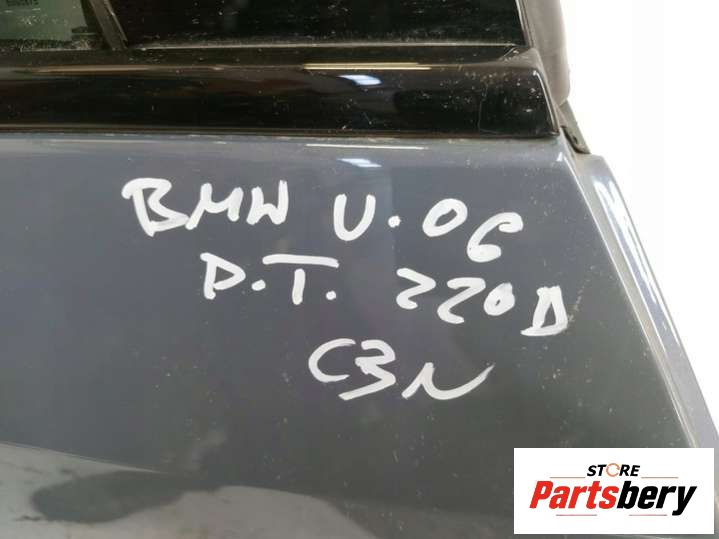 BMW U.06
D.T. 220D
C3N
STORE
Partsbery